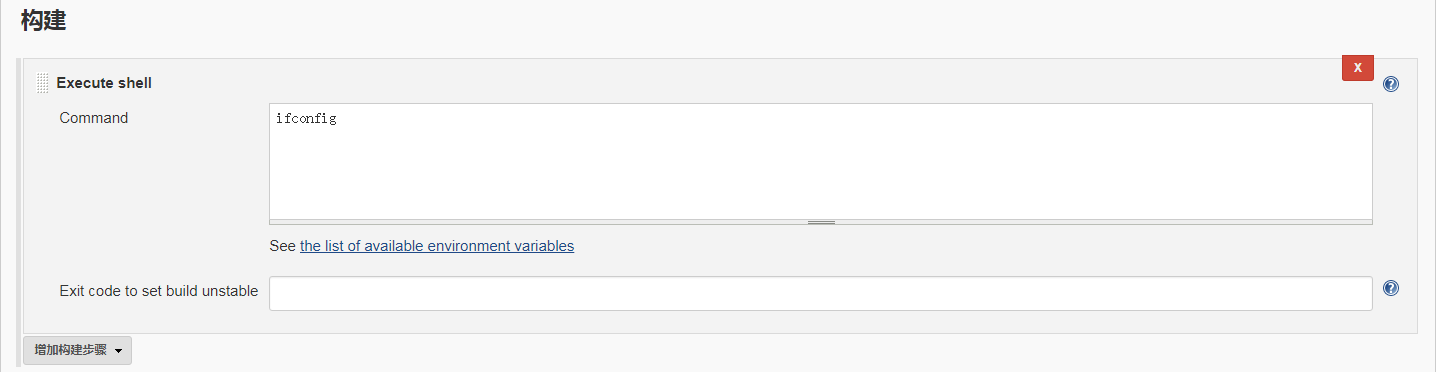 构建
X
Execute shell
?
Command
ifconfig
See the list of available environment variables
Exit code to set build unstable
?
增加构建步骤